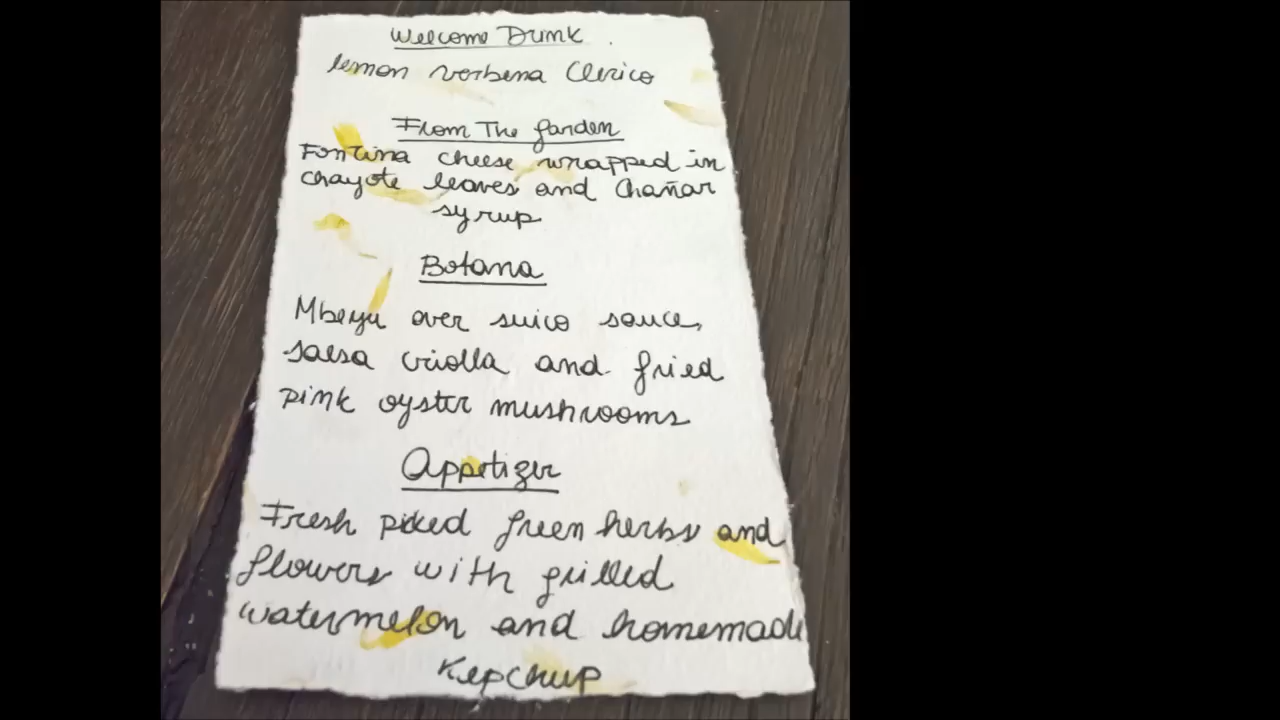 Welcome Drink
lemon verbena Clerico
From The garden
Fontina cheese wrapped in
chayote leaves and Chañar
syrup
Botana
Mbeyu over suico sauce,
salsa criolla and fried
pink oyster mushrooms
Appetizer
Fresh picked green herbs and
flowers with grilled
watermelon and homemade
Kepchup